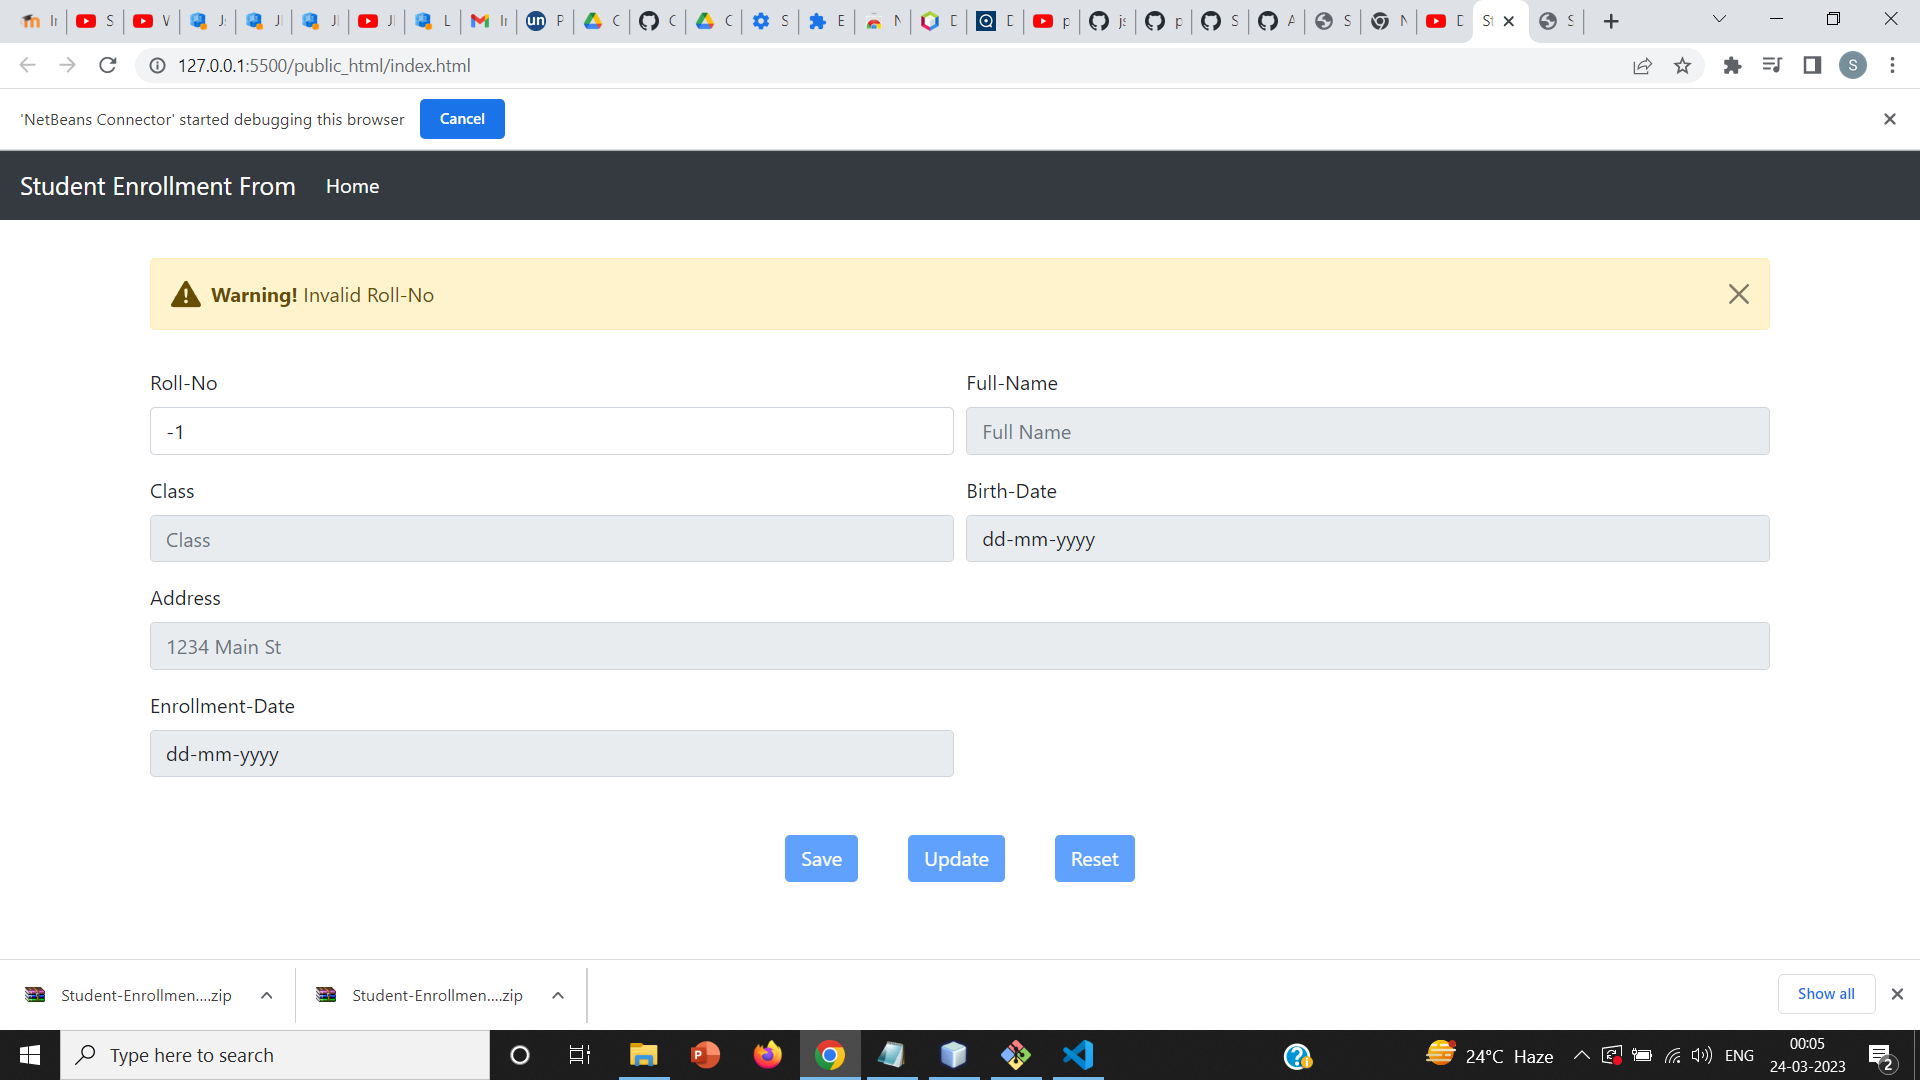 127.0.0.1:5500/public_html/index.html
S
'NetBeans Connector' started debugging this browser Cancel
Student Enrollment From Home
Warning! Invalid Roll-No
Roll-No Full-Name
-1 Full Name
Class Birth-Date
Class dd-mm-yyyy
Address
1234 Main St
Enrollment-Date
dd-mm-yyyy
Save Update Reset
Student-Enrollmen....zip Student-Enrollmen....zip Show all
Type here to search 24°C Haze ENG 00:05
24-03-2023 2